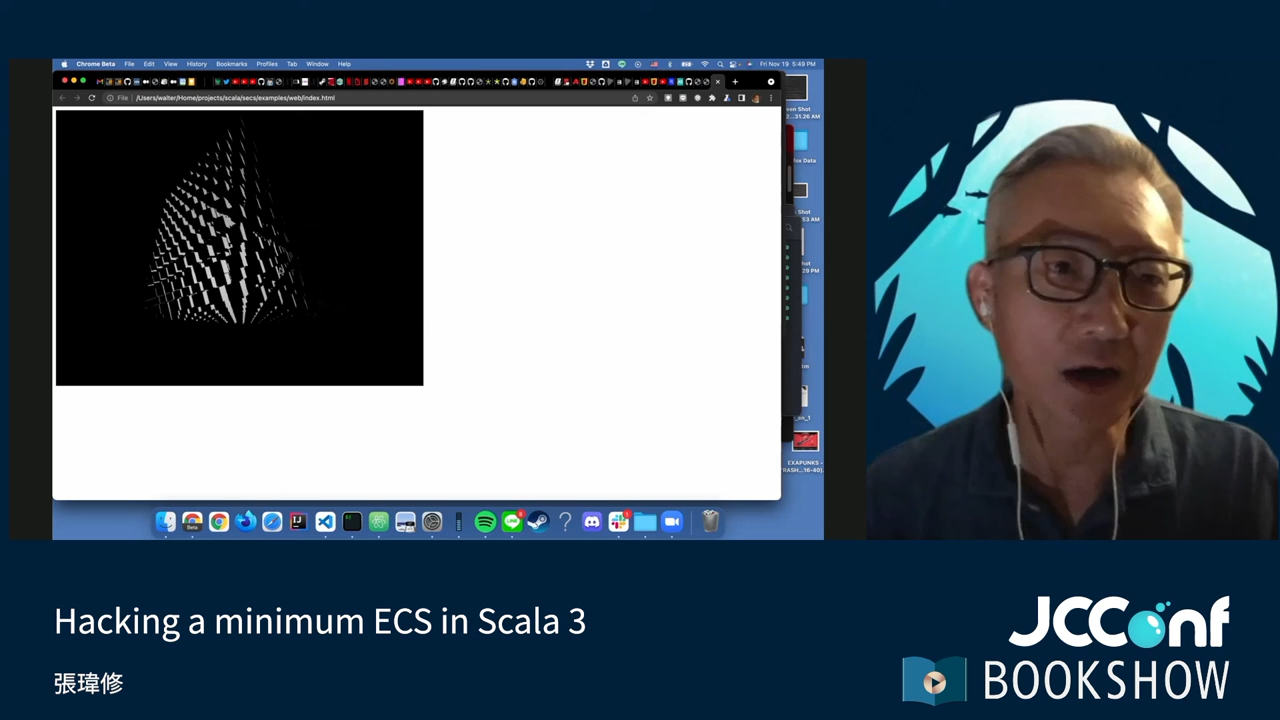 Chrome Beta File Edit View History Bookmarks Profiles Tab Window Help Fri Nov 19 5:49 PM
File /Users/walter/Home/projects/scala/secs/examples/web/index.html
Beta
Hacking a minimum ECS in Scala 3
張瑋修
JCConf
BOOKSHOW